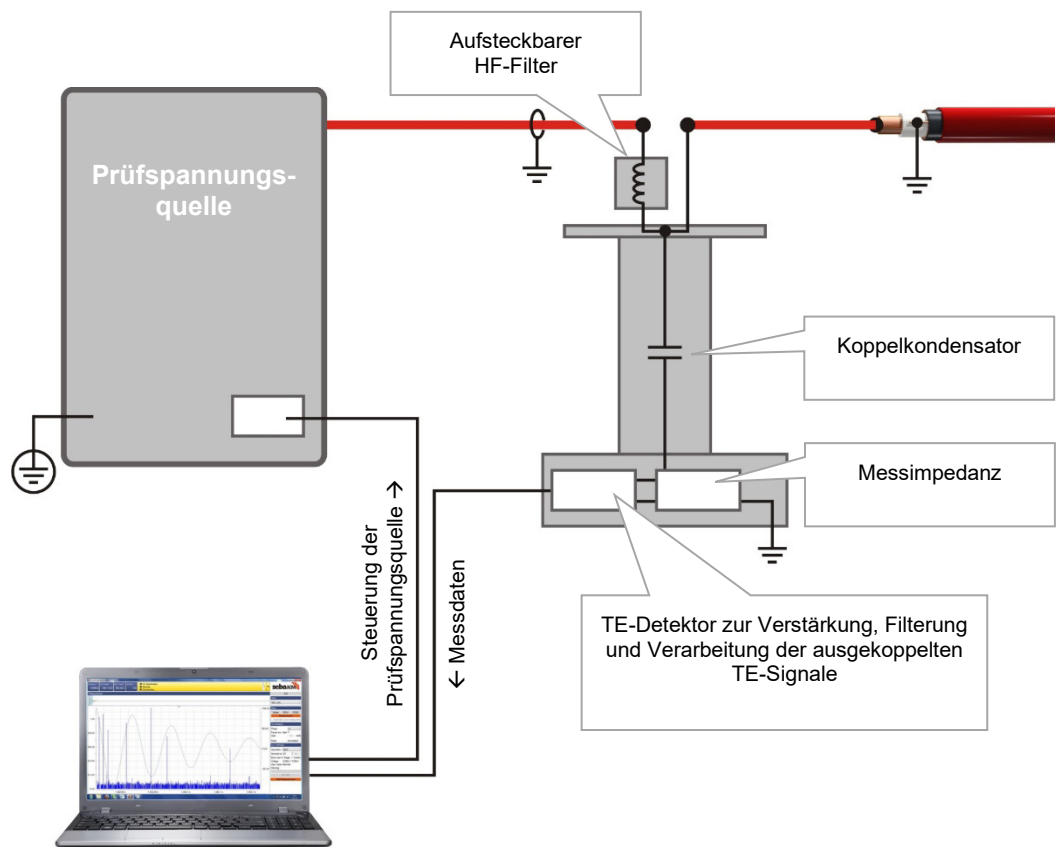 Aufsteckbarer
HF-Filter
Prüfspannungs-
quelle
Koppelkondensator
Messimpedanz
Steuerung der
Prüfspannungsquelle →
← Messdaten
TE-Detektor zur Verstärkung, Filterung
und Verarbeitung der ausgekoppelten
TE-Signale
sebaKMT